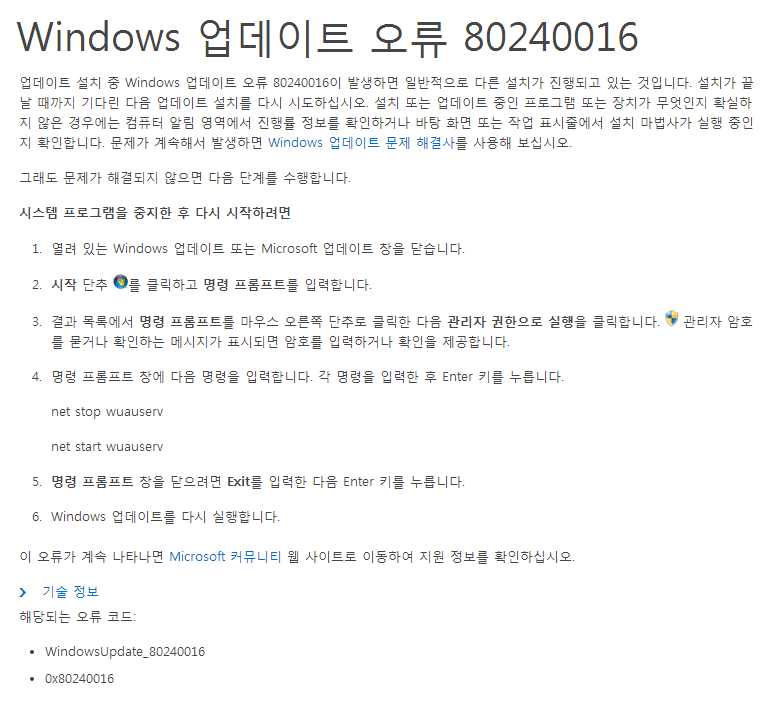 Windows 업데이트 오류 80240016
업데이트 설치 중 Windows 업데이트 오류 80240016이 발생하면 일반적으로 다른 설치가 진행되고 있는 것입니다. 설치가 끝
날 때까지 기다린 다음 업데이트 설치를 다시 시도하십시오. 설치 또는 업데이트 중인 프로그램 또는 장치가 무엇인지 확실하
지 않은 경우에는 컴퓨터 알림 영역에서 진행률 정보를 확인하거나 바탕 화면 또는 작업 표시줄에서 설치 마법사가 실행 중인
지 확인합니다. 문제가 계속해서 발생하면 Windows 업데이트 문제 해결사를 사용해 보십시오.
그래도 문제가 해결되지 않으면 다음 단계를 수행합니다.
시스템 프로그램을 중지한 후 다시 시작하려면
1. 열려 있는 Windows 업데이트 또는 Microsoft 업데이트 창을 닫습니다.
2. 시작 단추 를 클릭하고 명령 프롬프트를 입력합니다.
3. 결과 목록에서 명령 프롬프트를 마우스 오른쪽 단추로 클릭한 다음 관리자 권한으로 실행을 클릭합니다. 관리자 암호
를 묻거나 확인하는 메시지가 표시되면 암호를 입력하거나 확인을 제공합니다.
4. 명령 프롬프트 창에 다음 명령을 입력합니다. 각 명령을 입력한 후 Enter 키를 누릅니다.
net stop wuauserv
net start wuauserv
5. 명령 프롬프트 창을 닫으려면 Exit를 입력한 다음 Enter 키를 누릅니다.
6. Windows 업데이트를 다시 실행합니다.
이 오류가 계속 나타나면 Microsoft 커뮤니티 웹 사이트로 이동하여 지원 정보를 확인하십시오.
기술 정보
해당되는 오류 코드:
• WindowsUpdate_80240016
• 0x80240016